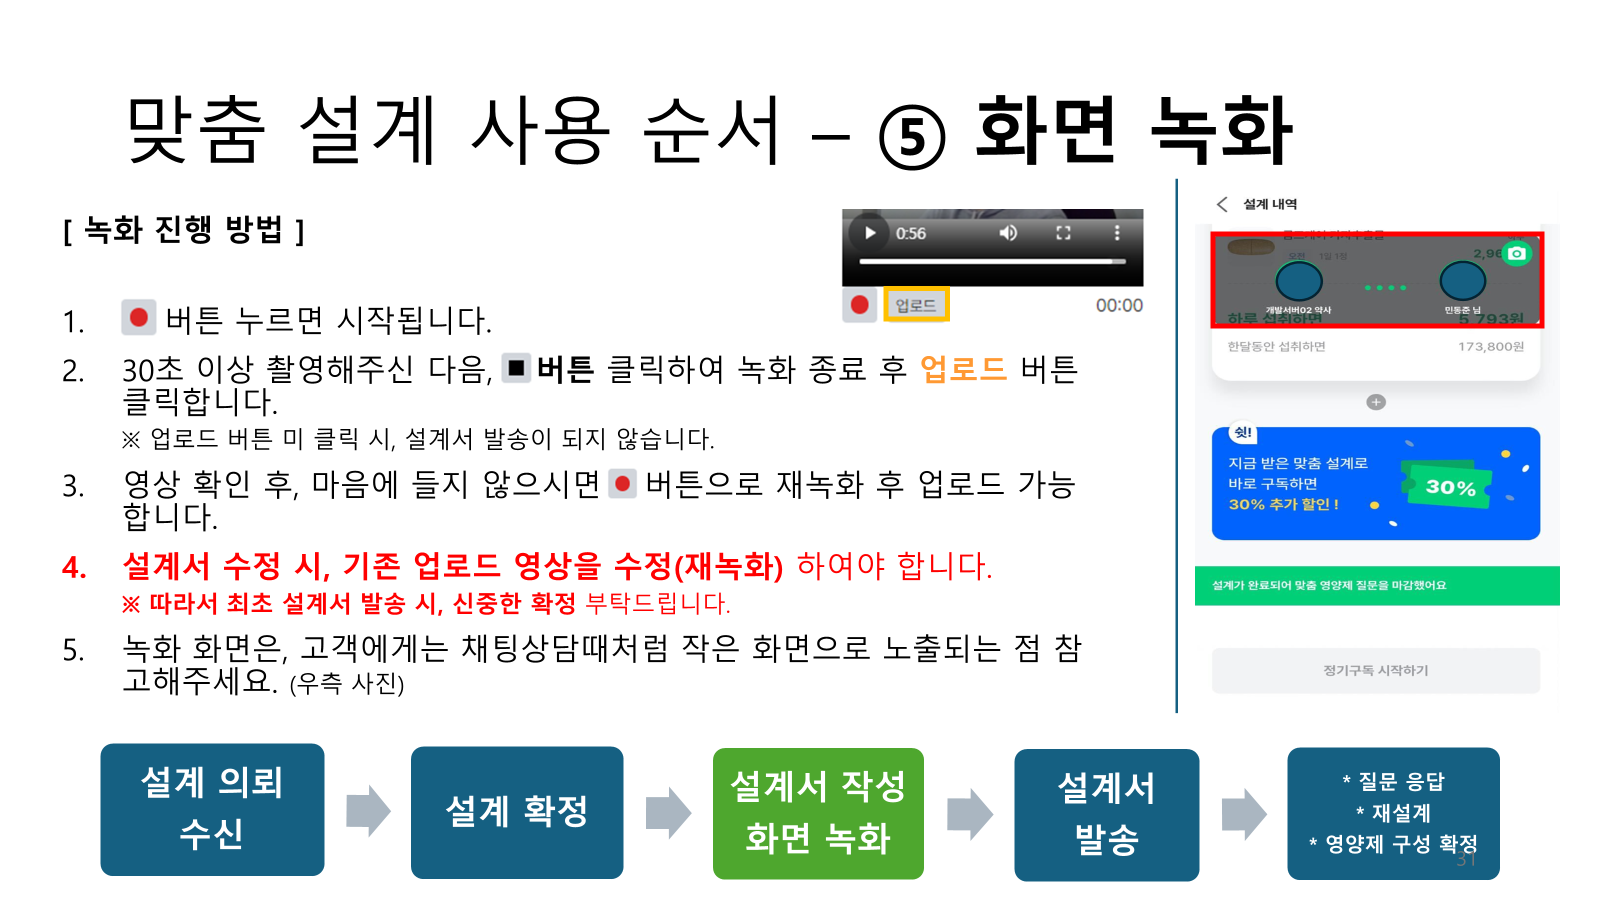 맞춤 설계 사용 순서 – ⑤ 화면 녹화
[ 녹화 진행 방법 ]
0:56
업로드
00:00
1. 버튼 누르면 시작됩니다.
2. 30초 이상 촬영해주신 다음, 버튼 클릭하여 녹화 종료 후 업로드 버튼
클릭합니다.
※ 업로드 버튼 미 클릭 시, 설계서 발송이 되지 않습니다.
3. 영상 확인 후, 마음에 들지 않으시면 버튼으로 재녹화 후 업로드 가능
합니다.
4. 설계서 수정 시, 기존 업로드 영상을 수정(재녹화) 하여야 합니다.
※ 따라서 최초 설계서 발송 시, 신중한 확정 부탁드립니다.
5. 녹화 화면은, 고객에게는 채팅상담때처럼 작은 화면으로 노출되는 점 참
고해주세요. (우측 사진)
설계 내역
오전 1일 1정
2,96
개발서버02 약사
민동준 님
하루 섭취하면 5,793원
한달동안 섭취하면 173,800원
쉿!
지금 받은 맞춤 설계로
바로 구독하면
30% 추가 할인 !
30%
설계가 완료되어 맞춤 영양제 질문을 마감했어요
정기구독 시작하기
설계 의뢰
수신
설계 확정
설계서 작성
화면 녹화
설계서
발송
* 질문 응답
* 재설계
* 영양제 구성 확정
31